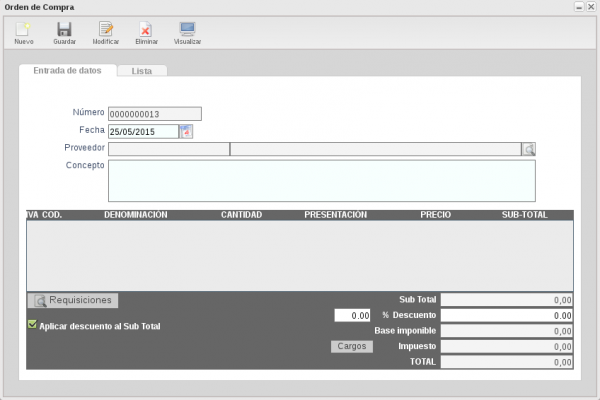 Orden de Compra
Nuevo Guardar Modificar Eliminar Visualizar
Entrada de datos Lista
Número 0000000013
Fecha 25/05/2015
Proveedor
Concepto
IVA COD. DENOMINACIÓN CANTIDAD PRESENTACIÓN PRECIO SUB-TOTAL
Requisiciones Sub Total 0,00
0.00 % Descuento 0.00
Aplicar descuento al Sub Total
Base imponible 0,00
Cargos Impuesto 0,00
TOTAL 0,00